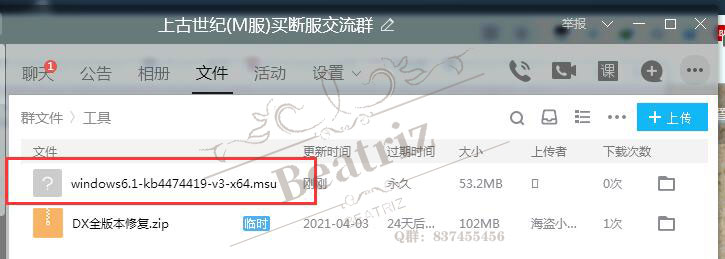 上古世纪(M服)买断服交流群
举报
聊天 1 公告 相册 文件 活动 设置
课
群文件 〉工具
上传
文件 更新时间 过期时间 大小 上传者 下载次数
windows6.1-kb4474419-v3-x64.msu 刚刚 永久 53.2MB 0次
DX全版本修复.zip 临时 2021-04-03 24天后... 102MB 海盗小... 1次
Beatriz
BEATRIZ
Q群：837455456